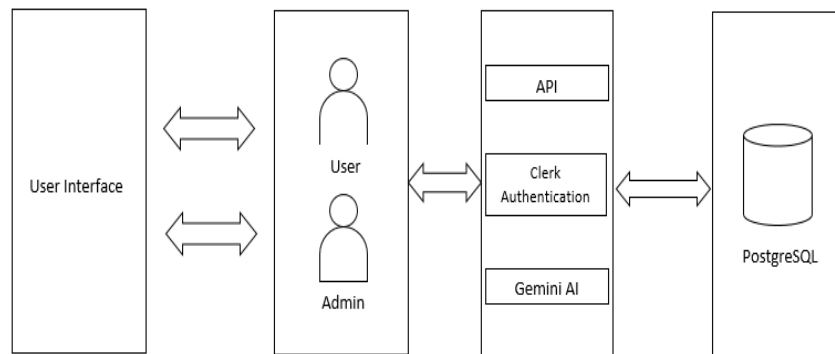 User Interface
User
Admin
API
Clerk
Authentication
Gemini AI
PostgreSQL